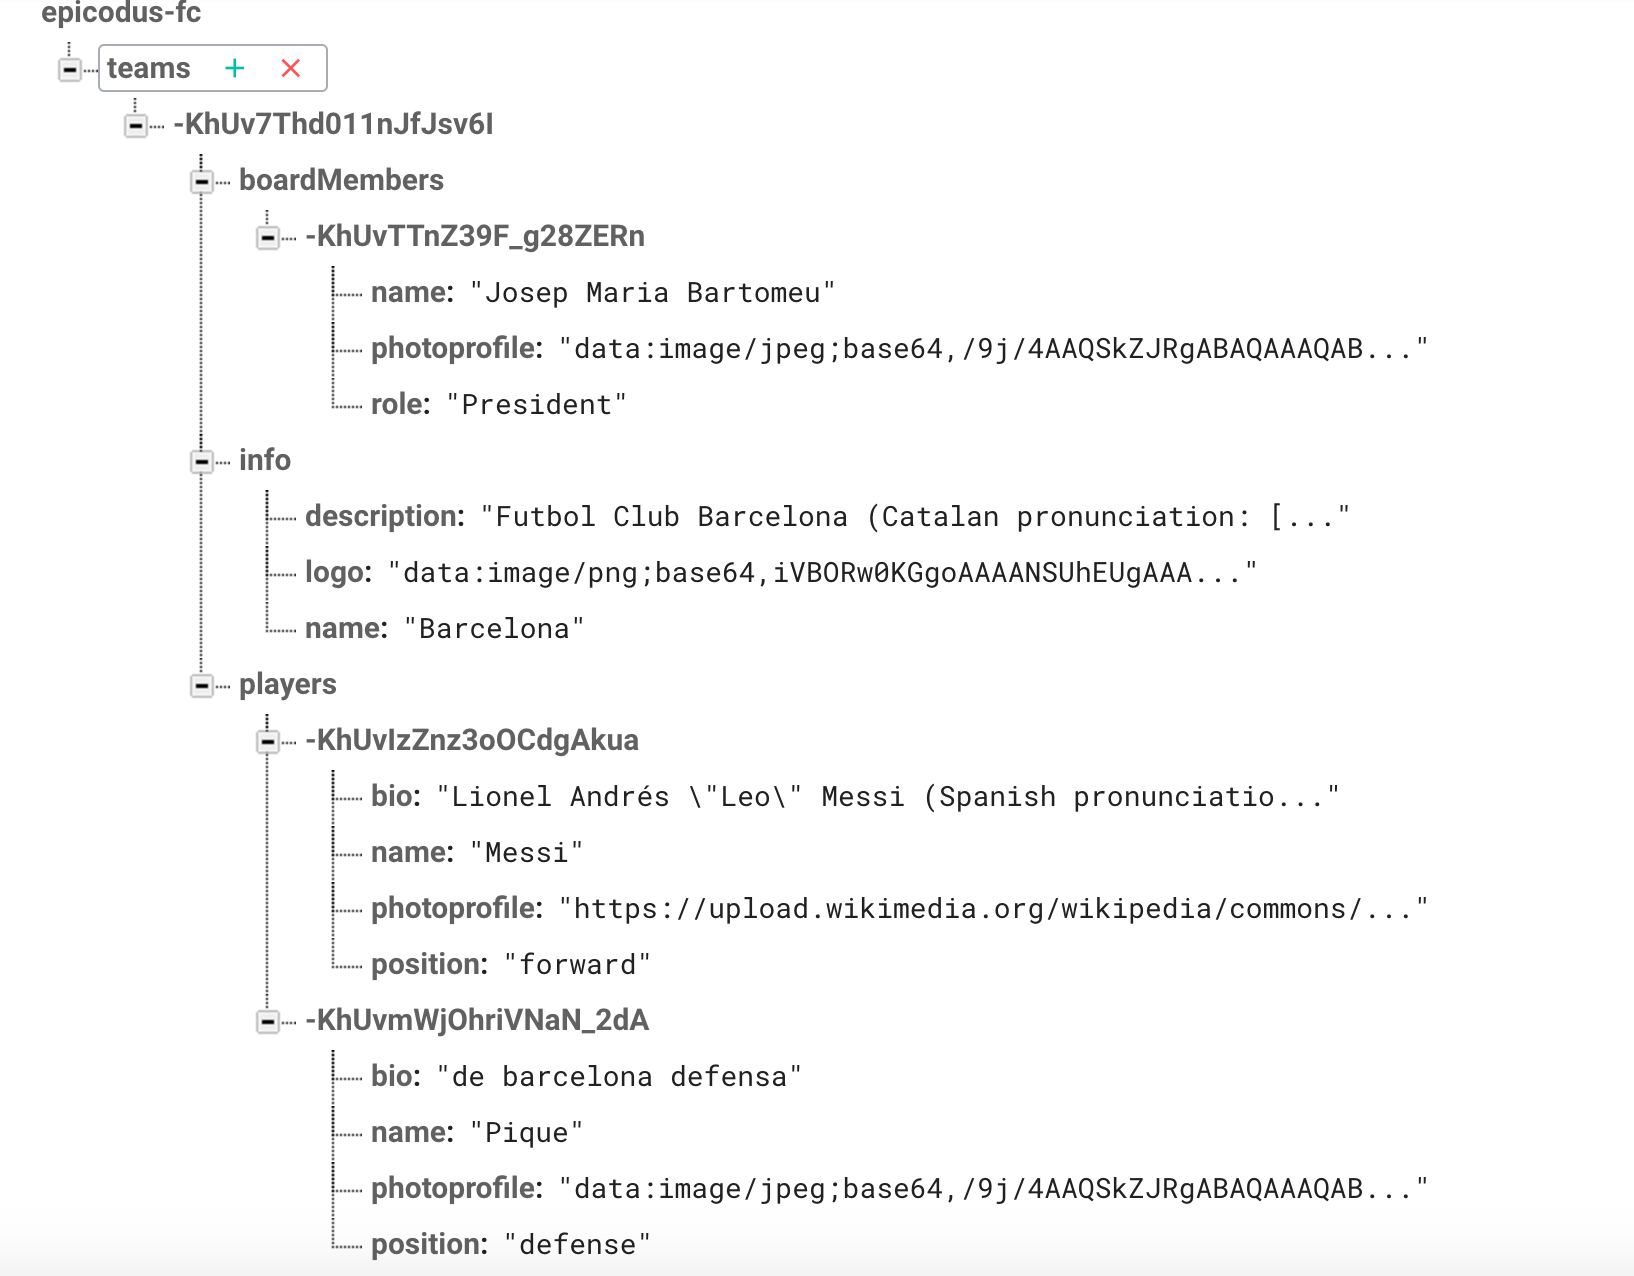 epicodus-fc
teams + ×
-KhUv7Thd011nJfJsv6I
boardMembers
-KhUvTTnZ39F_g28ZERn
name: "Josep Maria Bartomeu"
photoprofile: "data:image/jpeg;base64,/9j/4AAQSkZJRgABAQAAAQAB..."
role: "President"
info
description: "Futbol Club Barcelona (Catalan pronunciation: [..."
logo: "data:image/png;base64,iVBORw0KGgoAAAANSUhEUgAAA..."
name: "Barcelona"
players
-KhUvIzZnz3oOCdgAkua
bio: "Lionel Andrés \"Leo\" Messi (Spanish pronunciatio..."
name: "Messi"
photoprofile: "https://upload.wikimedia.org/wikipedia/commons/..."
position: "forward"
-KhUvmWjOhriVNaN_2dA
bio: "de barcelona defensa"
name: "Pique"
photoprofile: "data:image/jpeg;base64,/9j/4AAQSkZJRgABAQAAAQAB..."
position: "defense"